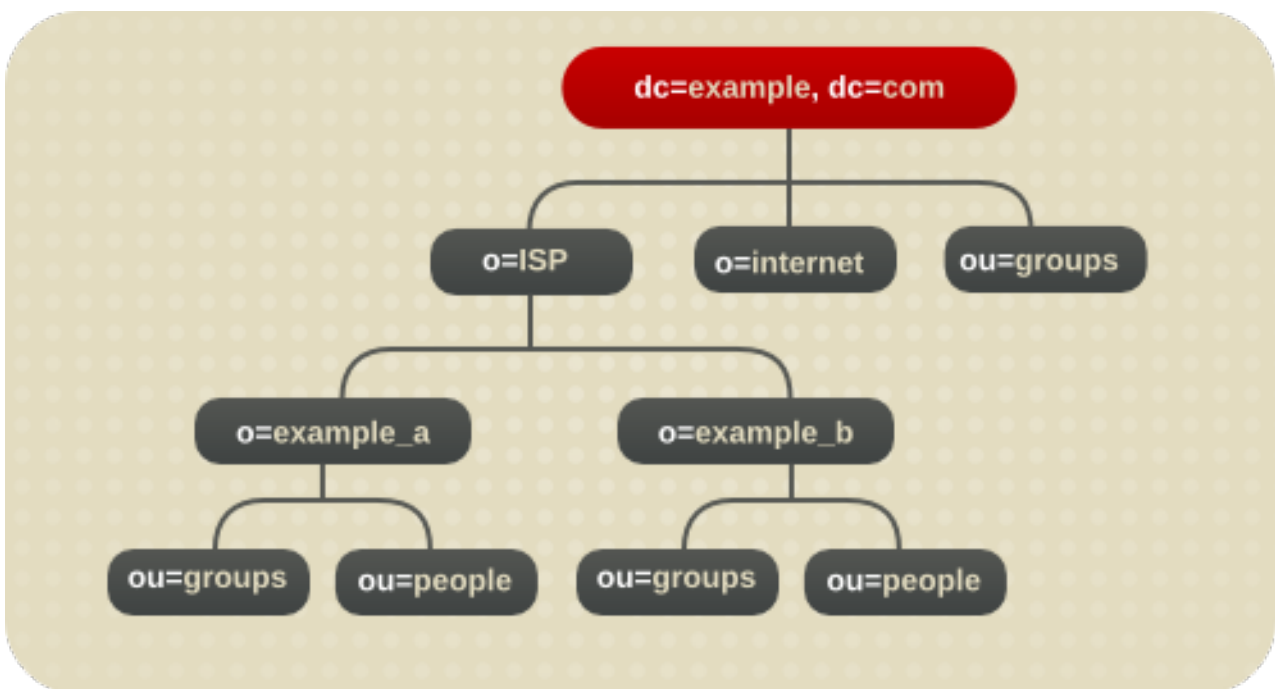 dc=example, dc=com
o=ISP
o=internet
ou=groups
o=example_a
o=example_b
ou=groups
ou=people
ou=groups
ou=people